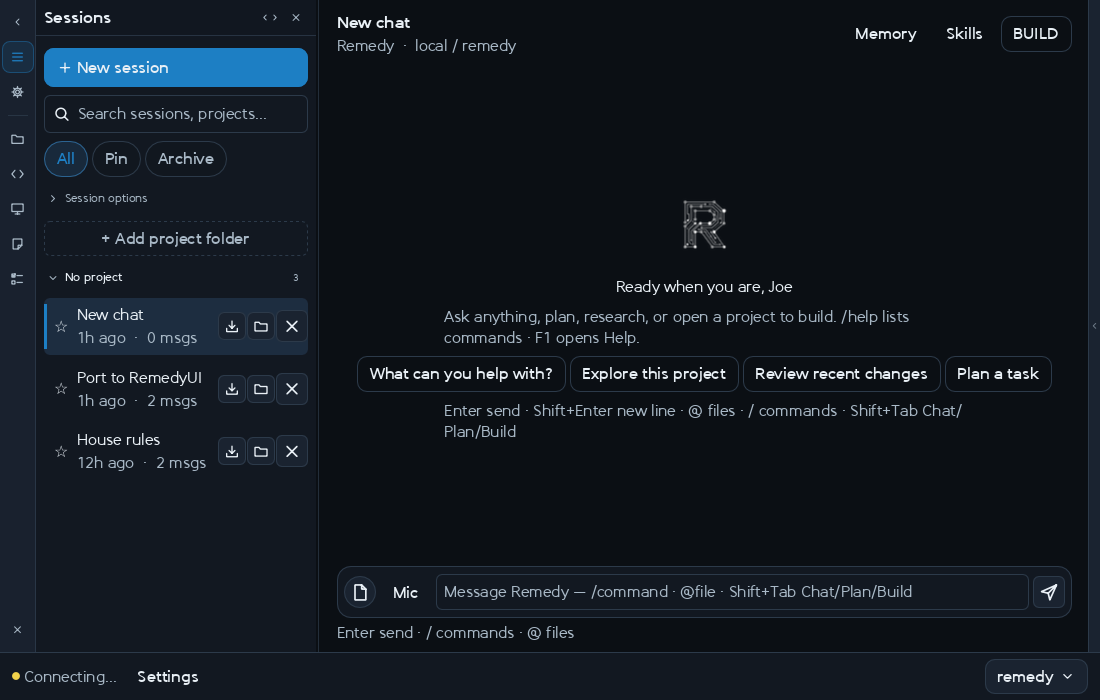 Sessions
+ New session
Search sessions, projects...
All
Pin
Archive
Session options
+ Add project folder
No project
3
New chat
1h ago · 0 msgs
Port to RemedyUI
1h ago · 2 msgs
House rules
12h ago · 2 msgs
New chat
Remedy · local / remedy
Memory
Skills
BUILD
R
Ready when you are, Joe
Ask anything, plan, research, or open a project to build. /help lists
commands · F1 opens Help.
What can you help with?
Explore this project
Review recent changes
Plan a task
Enter send · Shift+Enter new line · @ files · / commands · Shift+Tab Chat/
Plan/Build
Mic
Message Remedy — /command · @file · Shift+Tab Chat/Plan/Build
Enter send · / commands · @ files
Connecting...
Settings
remedy